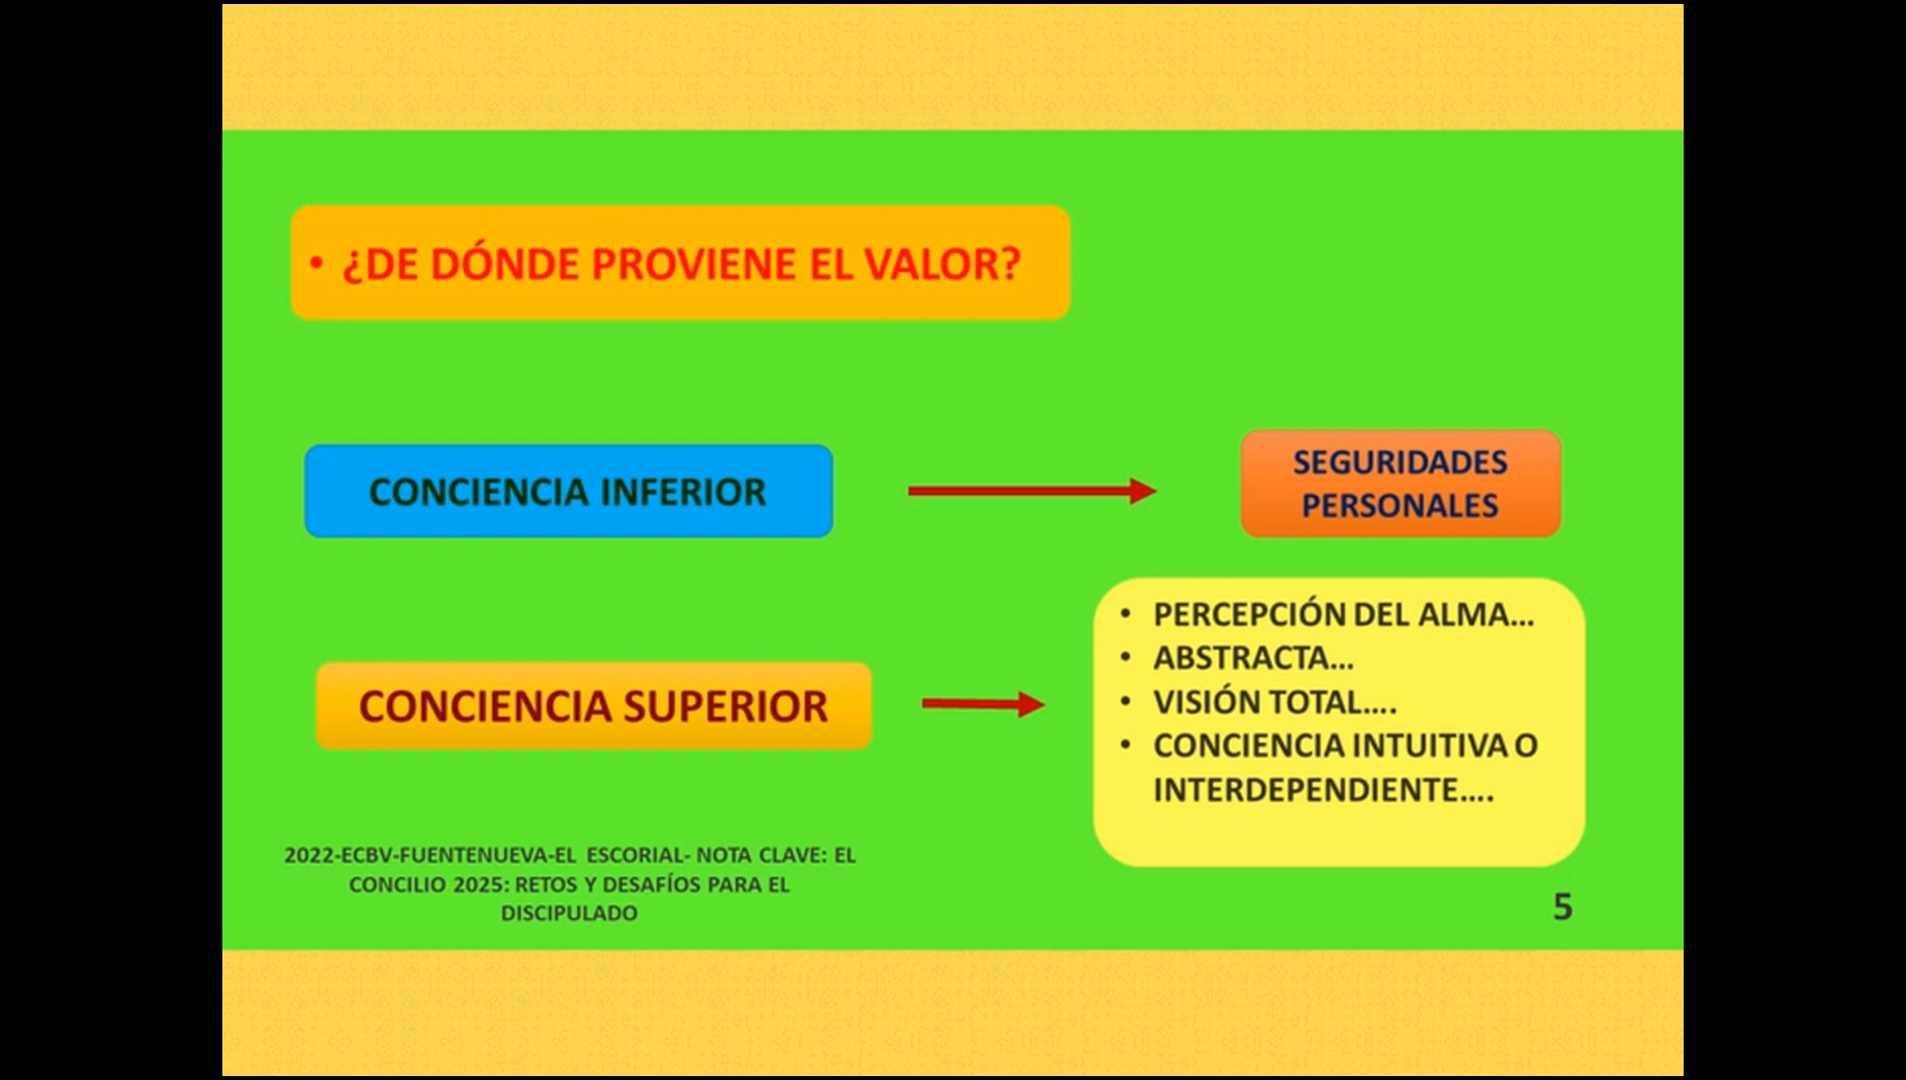 • ¿DE DÓNDE PROVIENE EL VALOR?
CONCIENCIA INFERIOR
SEGURIDADES
PERSONALES
CONCIENCIA SUPERIOR
• PERCEPCIÓN DEL ALMA...
• ABSTRACTA...
• VISIÓN TOTAL....
• CONCIENCIA INTUITIVA O
INTERDEPENDIENTE....
2022-ECBV-FUENTENUEVA-EL ESCORIAL- NOTA CLAVE: EL
CONCILIO 2025: RETOS Y DESAFÍOS PARA EL
DISCIPULADO
5